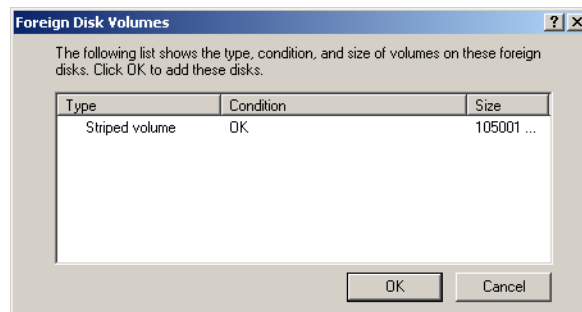 Foreign Disk Volumes
The following list shows the type, condition, and size of volumes on these foreign
disks. Click OK to add these disks.
Type Condition Size
Striped volume OK 105001 ...
OK Cancel